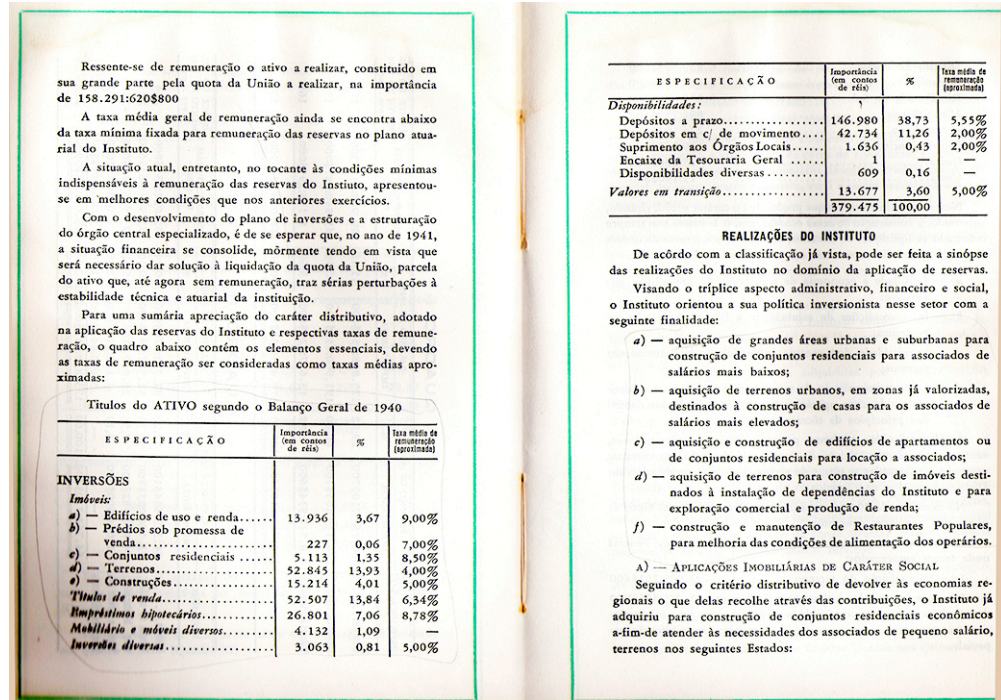 Ressente-se de remuneração o ativo a realizar, constituido em
sua grande parte pela quota da União a realizar, na importância
de 158.291:620$800
A taxa média geral de remuneração ainda se encontra abaixo
da taxa mínima fixada para remuneração das reservas no plano atua-
rial do Instituto.
A situação atual, entretanto, no tocante às condições mínimas
indispensáveis à remuneração das reservas do Instiuto, apresentou-
se em melhores condições que nos anteriores exercícios.
Com o desenvolvimento do plano de inversões e a estruturação
do órgão central especializado, é de se esperar que, no ano de 1941,
a situação financeira se consolide, mòrmente tendo em vista que
será necessário dar solução à liquidação da quota da União, parcela
do ativo que, até agora sem remuneração, traz sérias perturbações à
estabilidade técnica e atuarial da instituição.
Para uma sumária apreciação do caráter distributivo, adotado
na aplicação das reservas do Instituto e respectivas taxas de remune-
ração, o quadro abaixo contém os elementos essenciais, devendo
as taxas de remuneração ser consideradas como taxas médias apro-
ximadas:
Titulos do ATIVO segundo o Balanço Geral de 1940
ESPECIFICAÇÃO Importância (em contos de réis) % Taxa média de remuneração (aproximada)
INVERSÕES
Imóveis:
a) — Edifícios de uso e renda...... 13.936 3,67 9,00%
b) — Prédios sob promessa de
venda...................... 227 0,06 7,00%
c) — Conjuntos residenciais ..... 5.113 1,35 8,50%
d) — Terrenos.................... 52.845 13,93 4,00%
e) — Construções................. 15.214 4,01 5,00%
Títulos de renda.................. 52.507 13,84 6,34%
Empréstimos hipotecários.......... 26.801 7,06 8,78%
Mobiliário e móveis diversos......... 4.132 1,09 —
Inversões diversas................ 3.063 0,81 5,00%
ESPECIFICAÇÃO Importância (em contos de réis) % Taxa média de remuneração (aproximada)
Disponibilidades:
Depósitos a prazo................. 146.980 38,73 5,55%
Depósitos em c/ de movimento.... 42.734 11,26 2,00%
Suprimento aos Órgãos Locais...... 1.636 0,43 2,00%
Encaixe da Tesouraria Geral ...... 1 — —
Disponibilidades diversas.......... 609 0,16 —
Valores em transição.................. 13.677 3,60 5,00%
379.475 100,00
REALIZAÇÕES DO INSTITUTO
De acôrdo com a classificação já vista, pode ser feita a sinópse
das realizações do Instituto no domínio da aplicação de reservas.
Visando o tríplice aspecto administrativo, financeiro e social,
o Instituto orientou a sua política inversionista nesse setor com a
seguinte finalidade:
a) — aquisição de grandes áreas urbanas e suburbanas para
construção de conjuntos residenciais para associados de
salários mais baixos;
b) — aquisição de terrenos urbanos, em zonas já valorizadas,
destinados à construção de casas para os associados de
salários mais elevados;
c) — aquisição e construção de edifícios de apartamentos ou
de conjuntos residenciais para locação a associados;
d) — aquisição de terrenos para construção de imóveis desti-
nados à instalação de dependências do Instituto e para
exploração comercial e produção de renda;
f) — construção e manutenção de Restaurantes Populares,
para melhoria das condições de alimentação dos operários.
A) — APLICAÇÕES IMOBILIÁRIAS DE CARÁTER SOCIAL
Seguindo o critério distributivo de devolver às economias re-
gionais o que delas recolhe através das contribuições, o Instituto já
adquiriu para construção de conjuntos residenciais econômicos
a-fim-de atender às necessidades dos associados de pequeno salário,
terrenos nos seguintes Estados: